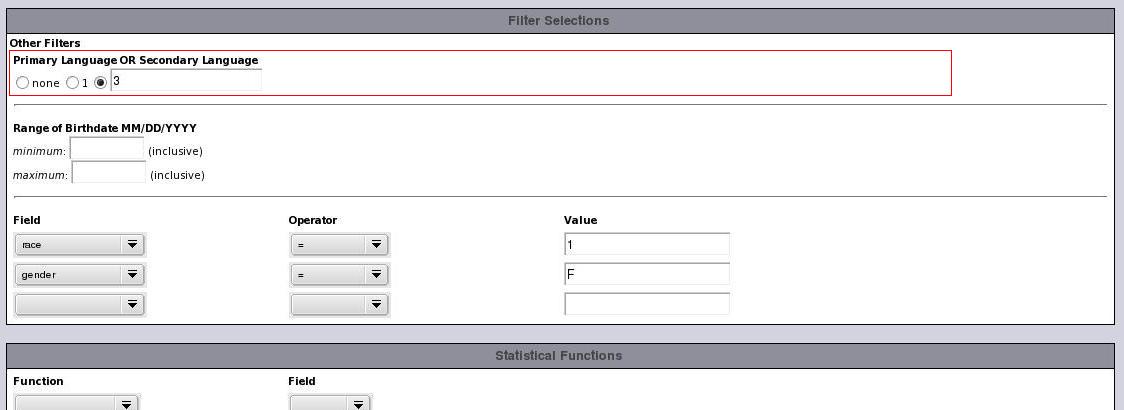 Filter Selections
Other Filters
Primary Language OR Secondary Language
none 1 3
Range of Birthdate MM/DD/YYYY
minimum: (inclusive)
maximum: (inclusive)
Field Operator Value
race = 1
gender = F
Statistical Functions
Function Field